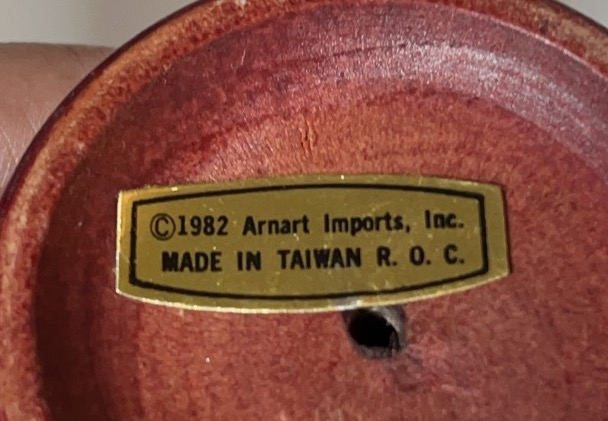 ©1982 Arnart Imports, Inc.
MADE IN TAIWAN R. O. C.